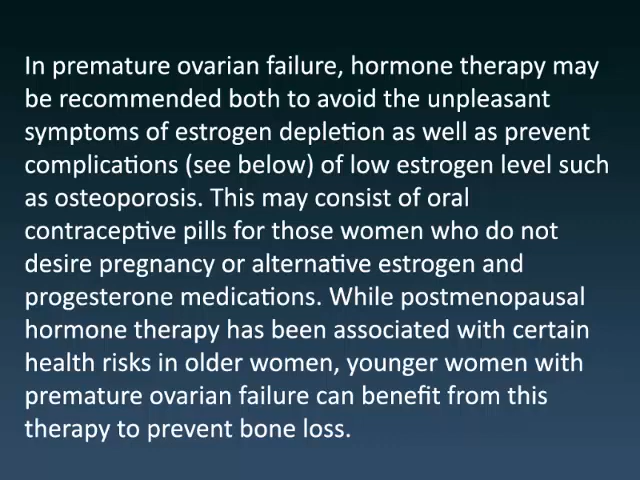 In premature ovarian failure, hormone therapy may
be recommended both to avoid the unpleasant
symptoms of estrogen depletion as well as prevent
complications (see below) of low estrogen level such
as osteoporosis. This may consist of oral
contraceptive pills for those women who do not
desire pregnancy or alternative estrogen and
progesterone medications. While postmenopausal
hormone therapy has been associated with certain
health risks in older women, younger women with
premature ovarian failure can benefit from this
therapy to prevent bone loss.